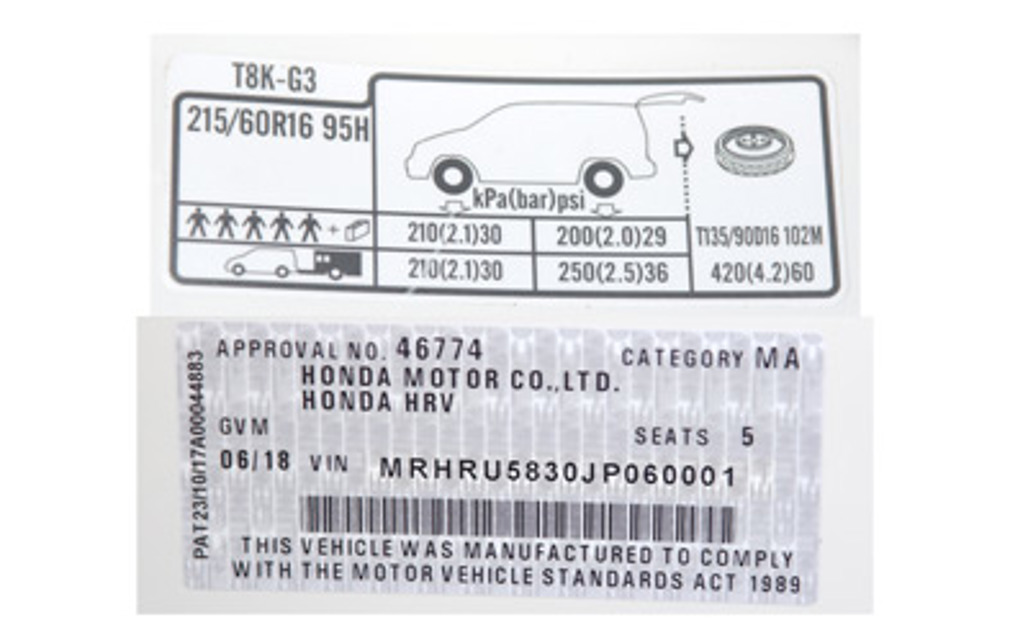 T8K-G3
215/60R16 95H
kPa(bar)psi
+ 210(2.1)30 200(2.0)29 T135/90D16 102M
210(2.1)30 250(2.5)36 420(4.2)60
PAT23/10/17A00044883
APPROVAL NO. 46774 CATEGORY MA
HONDA MOTOR CO.,LTD.
HONDA HRV
GVM SEATS 5
06/18 VIN MRHRU5830JP060001
THIS VEHICLE WAS MANUFACTURED TO COMPLY
WITH THE MOTOR VEHICLE STANDARDS ACT 1989